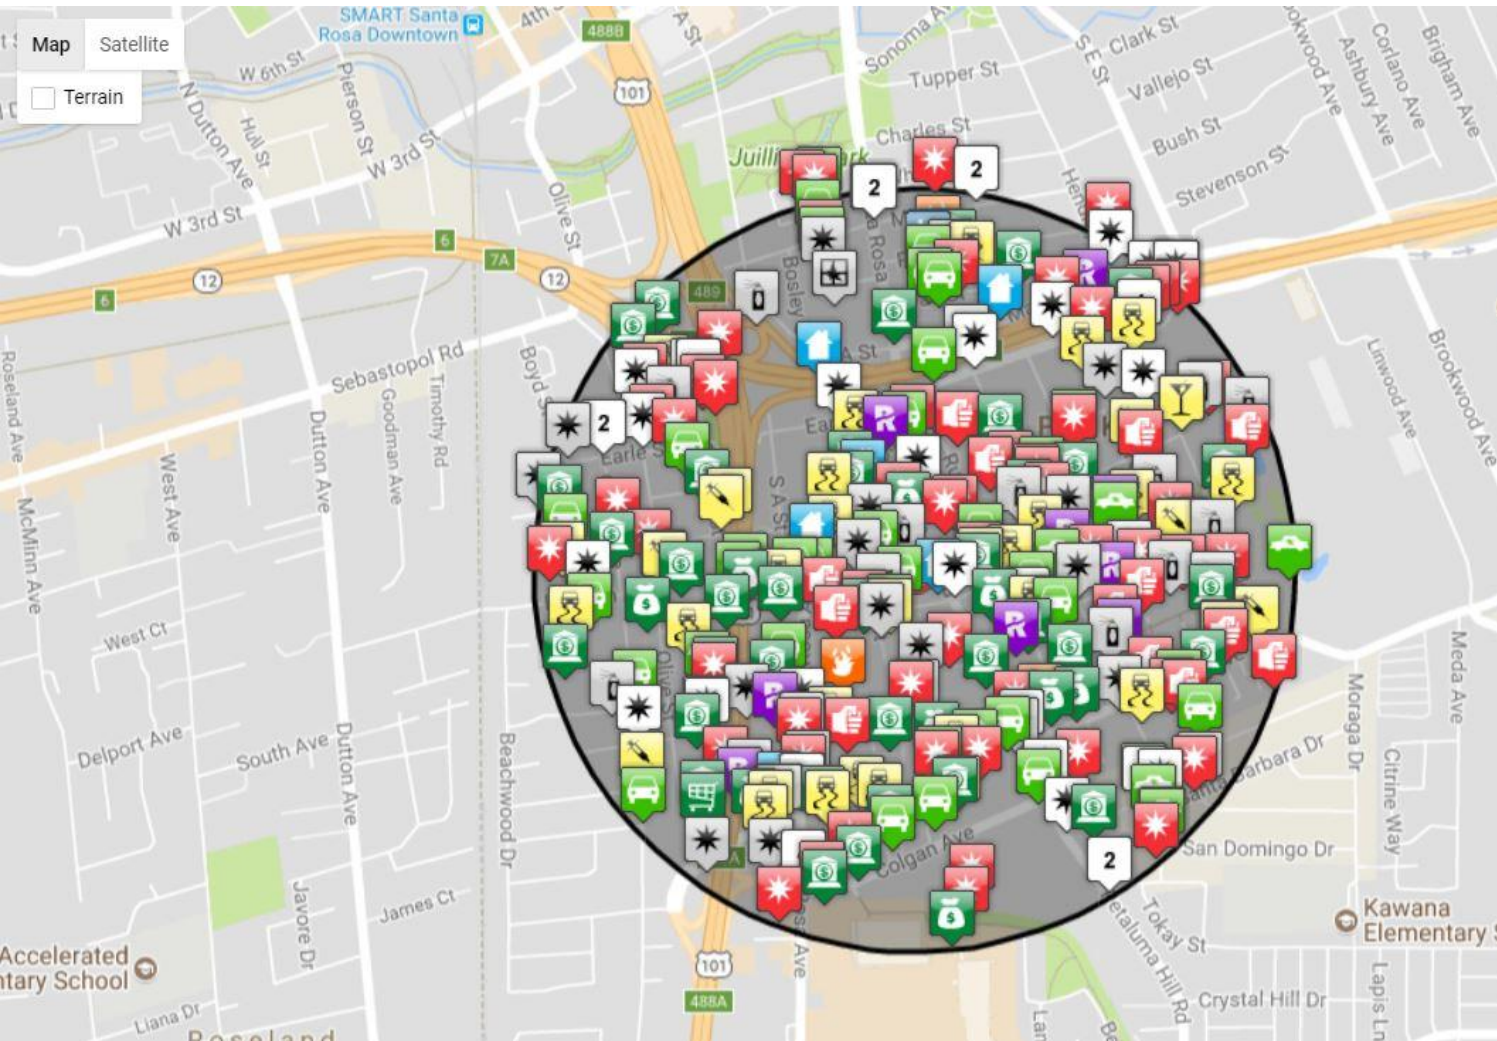 Map
Satellite
Terrain
SMART Santa
Rosa Downtown
4th S
488B
A St
Sonoma Av
Tupper St
S E St
Clark St
Vallejo St
Ashbury Ave
Corlano Ave
Brigham Ave
W 6th St
Pierson St
N Dutton Ave
Hull St
101
W 3rd St
Charles St
Bush St
Stevenson St
2
2
W 3rd St
Olive St
6
7A
12
12
6
489
Bosley
Sebastopol Rd
A St
Roseland Ave
Boyd S
Timothy Rd
Goodman Ave
Dutton Ave
Linwood Ave
Brookwood Ave
2
Earle S
West Ave
McMinn Ave
S A St
West Ct
Delport Ave
South Ave
Dutton Ave
Beachwood Dr
Olive St
Meda Ave
Moraga Dr
Citrine Way
Santa Barbara Dr
San Domingo Dr
2
Colgan Ave
James Ct
Javore Dr
Kawana
Elementary S
Accelerated
ntary School
Tokay St
etaluma Hill Rd
101
488A
Crystal Hill Dr
Lapis Ln
Liana Dr
Roseland